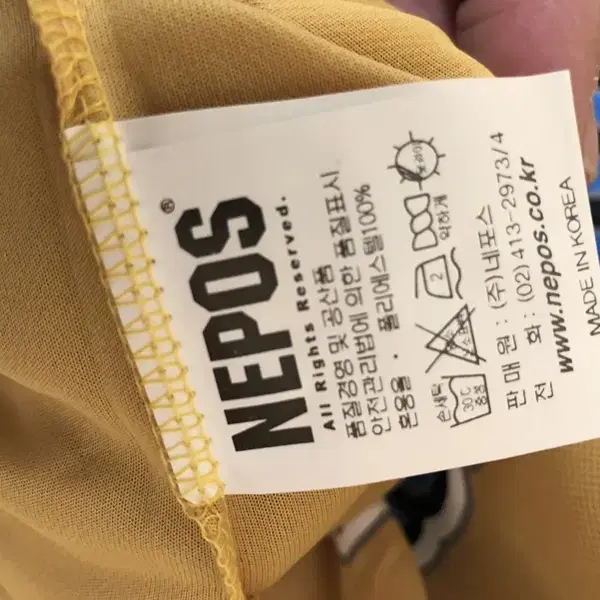 NEPOS®
All Rights Reserved.
품질경영 및 공산품
안전관리법에 의한 품질표시
혼용율 · 폴리에스텔100%
손세탁 30℃ 중성 2 약하게
판 매 원 : (주)네포스
전 화 : (02)413-2973/4
www.nepos.co.kr
MADE IN KOREA